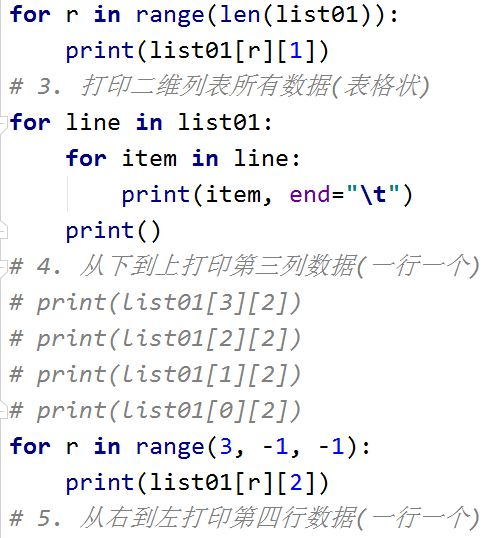 for r in range(len(list01)):
    print(list01[r][1])
# 3. 打印二维列表所有数据(表格状)
for line in list01:
    for item in line:
        print(item, end="\t")
    print()
# 4. 从下到上打印第三列数据(一行一个)
# print(list01[3][2])
# print(list01[2][2])
# print(list01[1][2])
# print(list01[0][2])
for r in range(3, -1, -1):
    print(list01[r][2])
# 5. 从右到左打印第四行数据(一行一个)